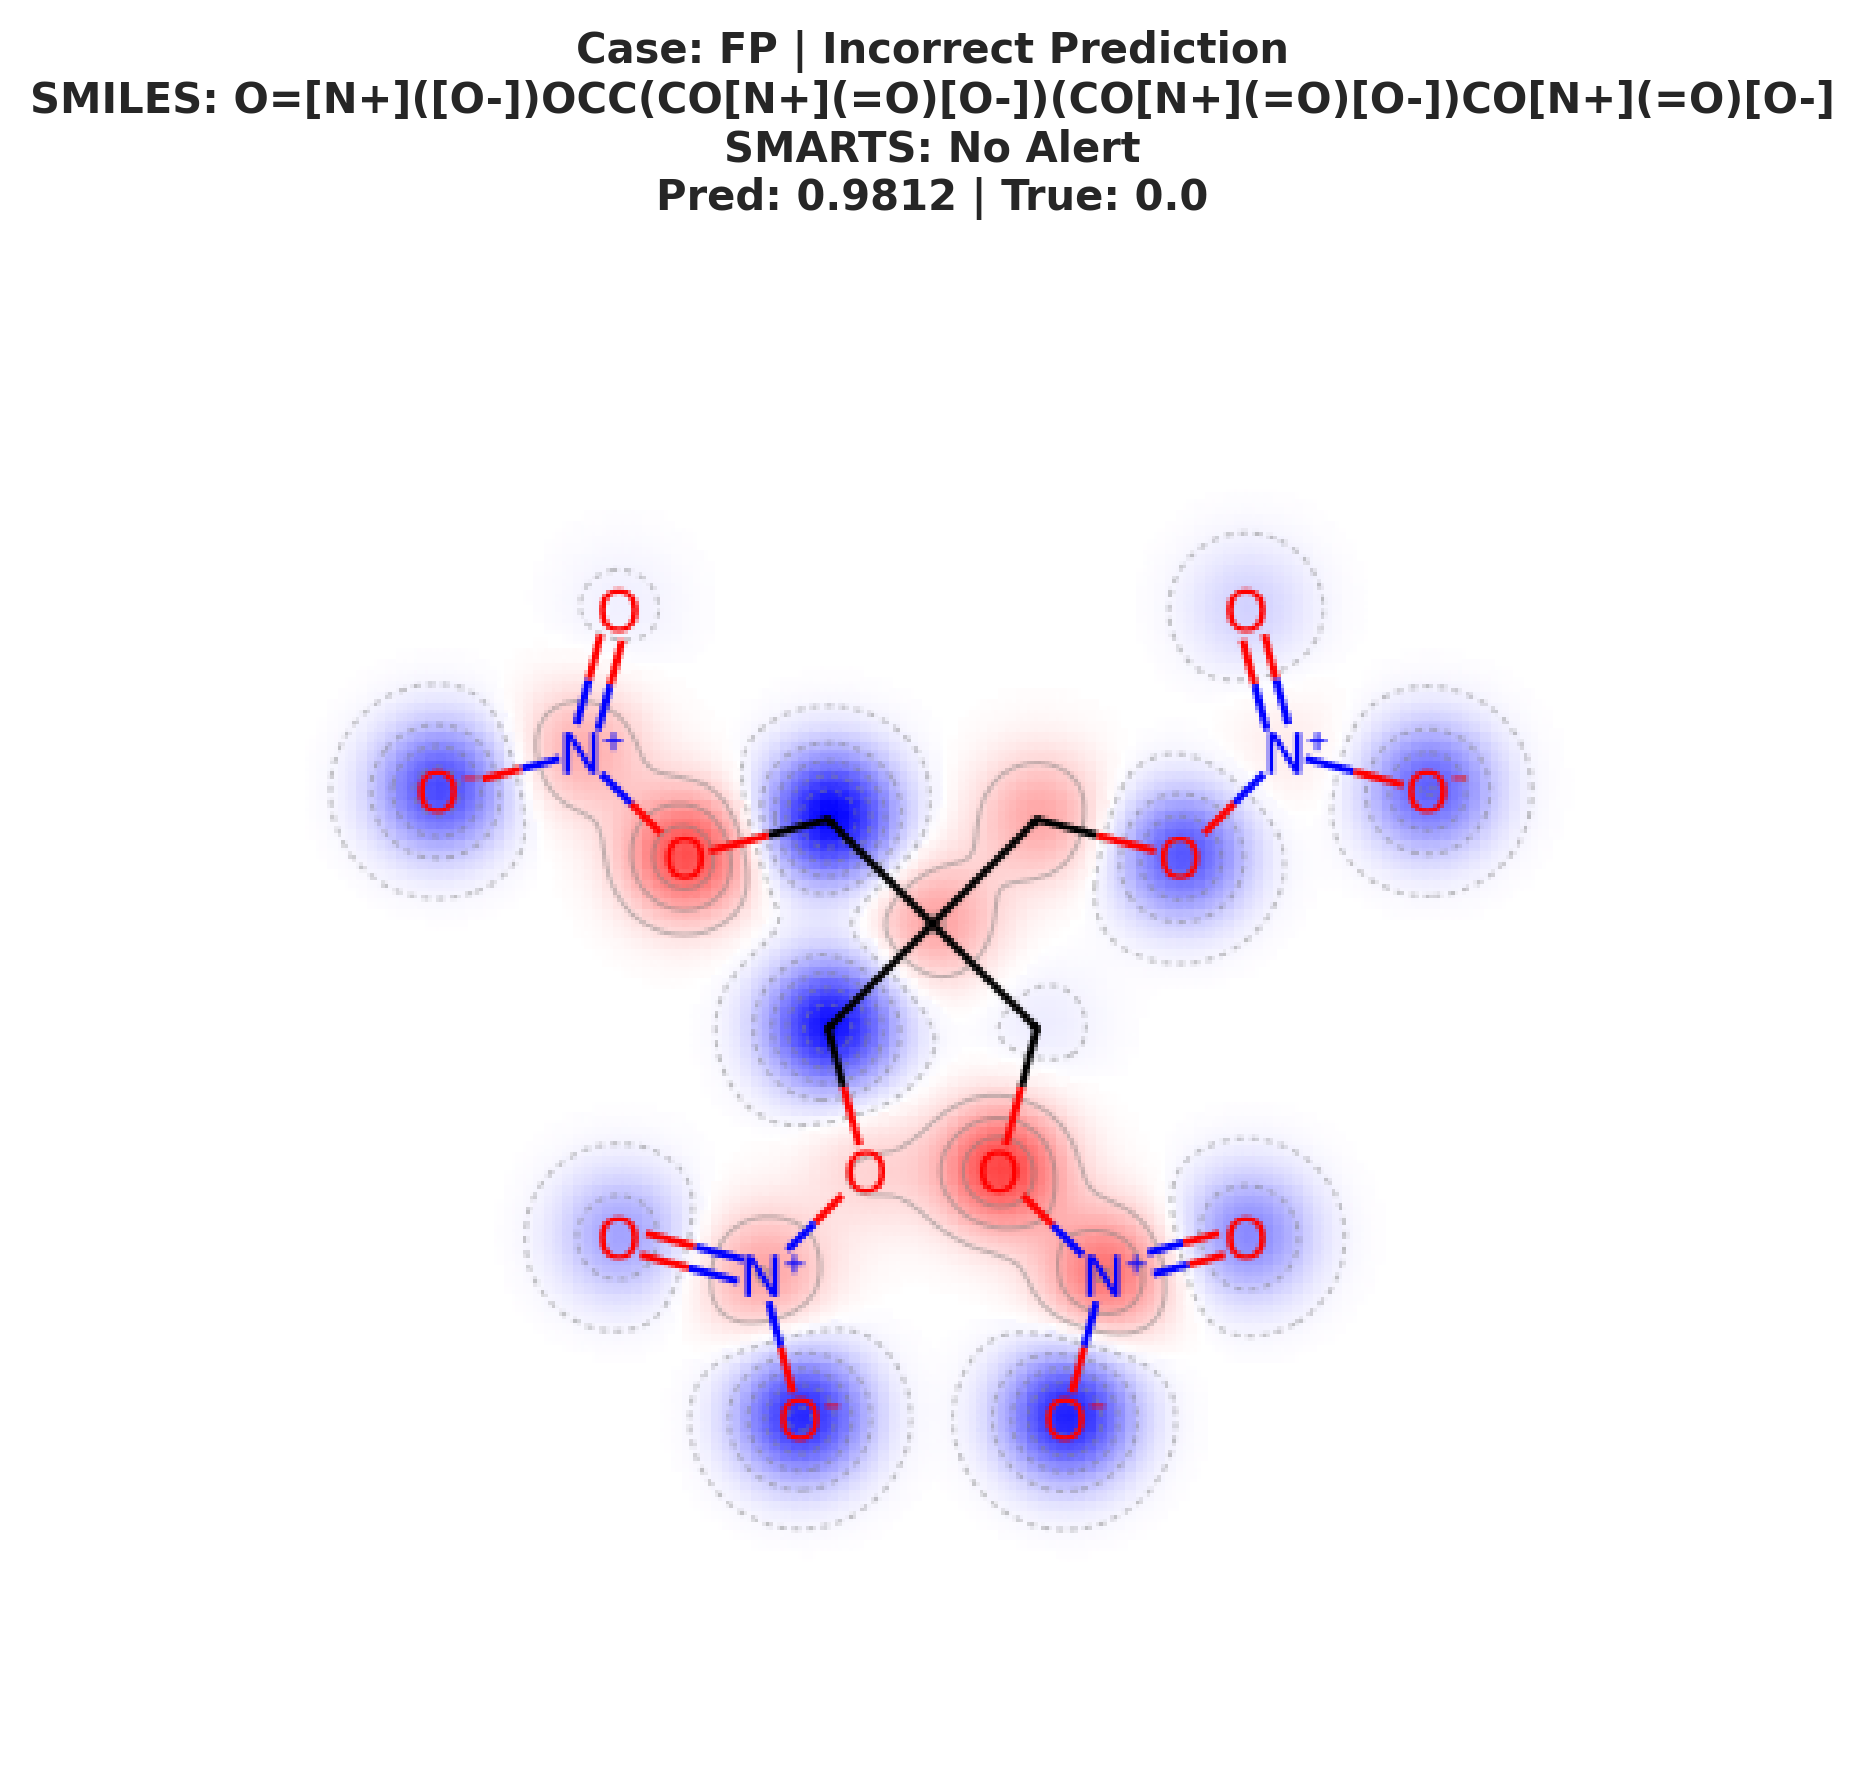 Case: FP | Incorrect Prediction
SMILES: O=[N+]([O-])OCC(CO[N+](=O)[O-])(CO[N+](=O)[O-])CO[N+](=O)[O-]
SMARTS: No Alert
Pred: 0.9812 | True: 0.0
O O
N+ N+
O- O-
O O
O O
O O
N+ N+
O- O-